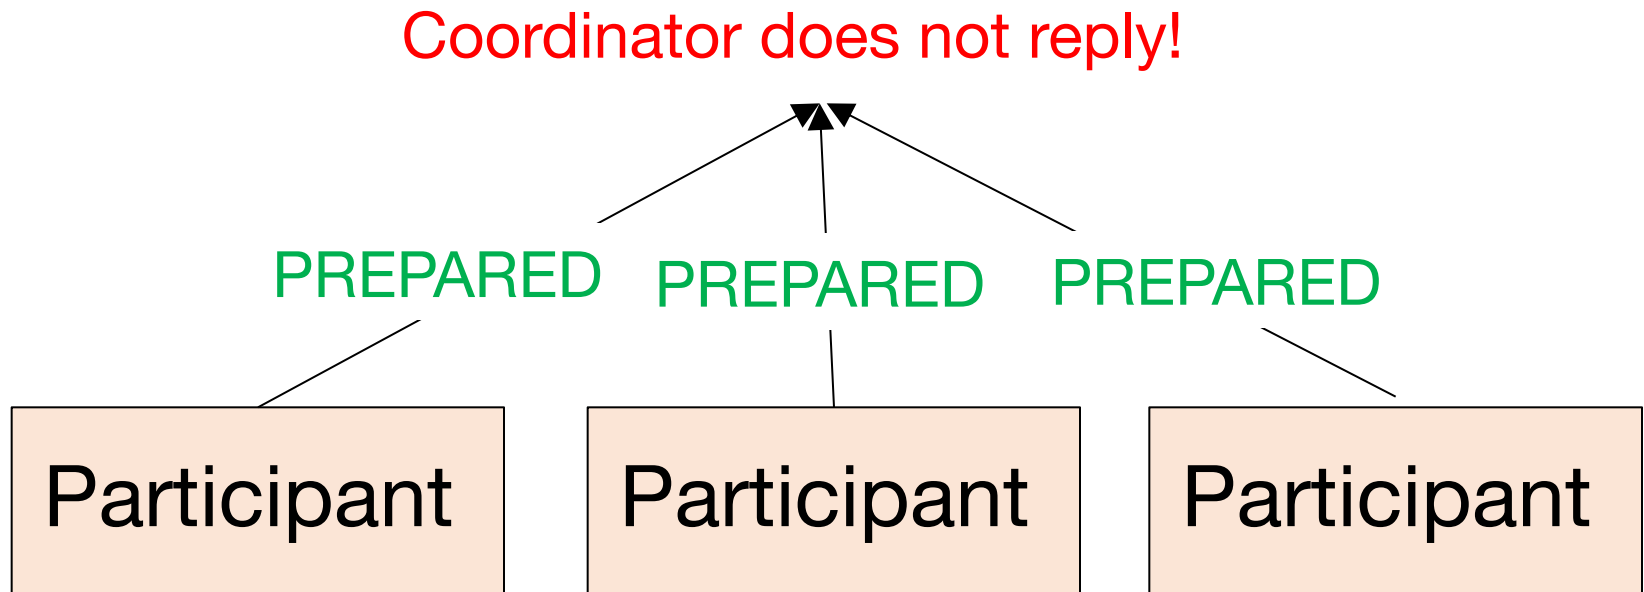 Coordinator does not reply!
PREPARED
PREPARED
PREPARED
Participant
Participant
Participant